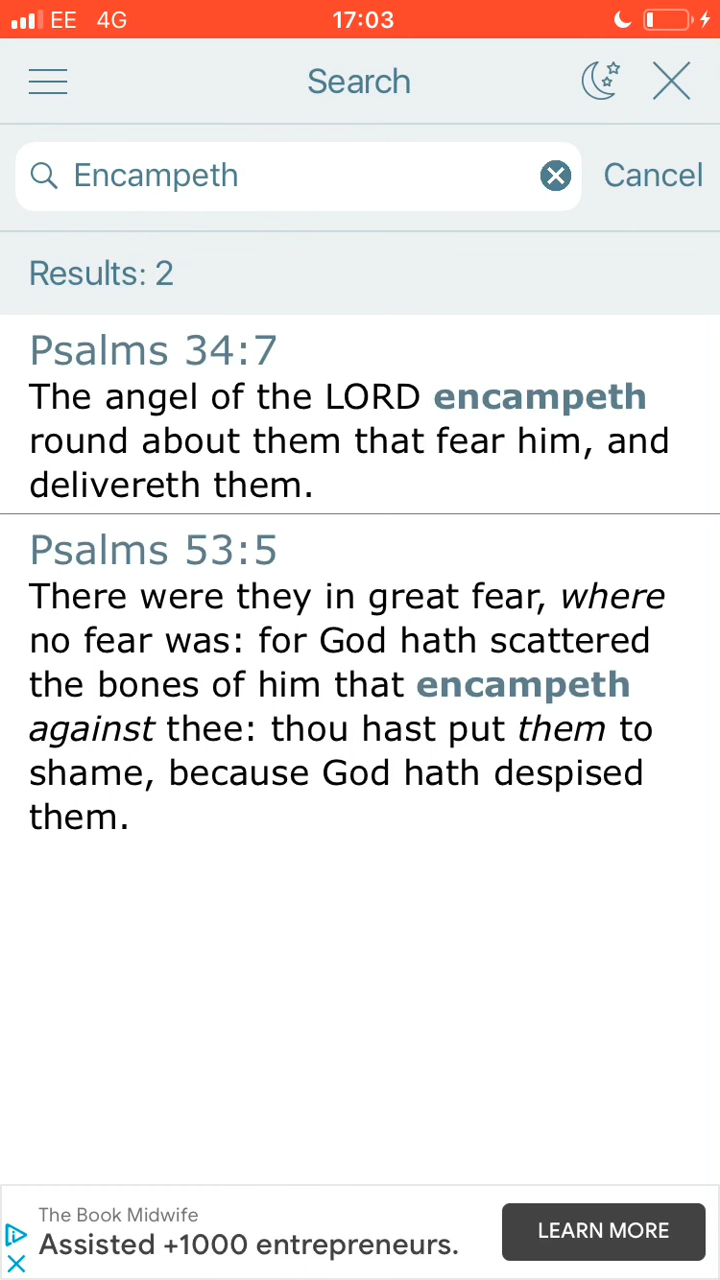 EE 4G 17:03
Search
Encampeth Cancel
Results: 2
Psalms 34:7
The angel of the LORD encampeth
round about them that fear him, and
delivereth them.
Psalms 53:5
There were they in great fear, where
no fear was: for God hath scattered
the bones of him that encampeth
against thee: thou hast put them to
shame, because God hath despised
them.
The Book Midwife
Assisted +1000 entrepreneurs.
LEARN MORE